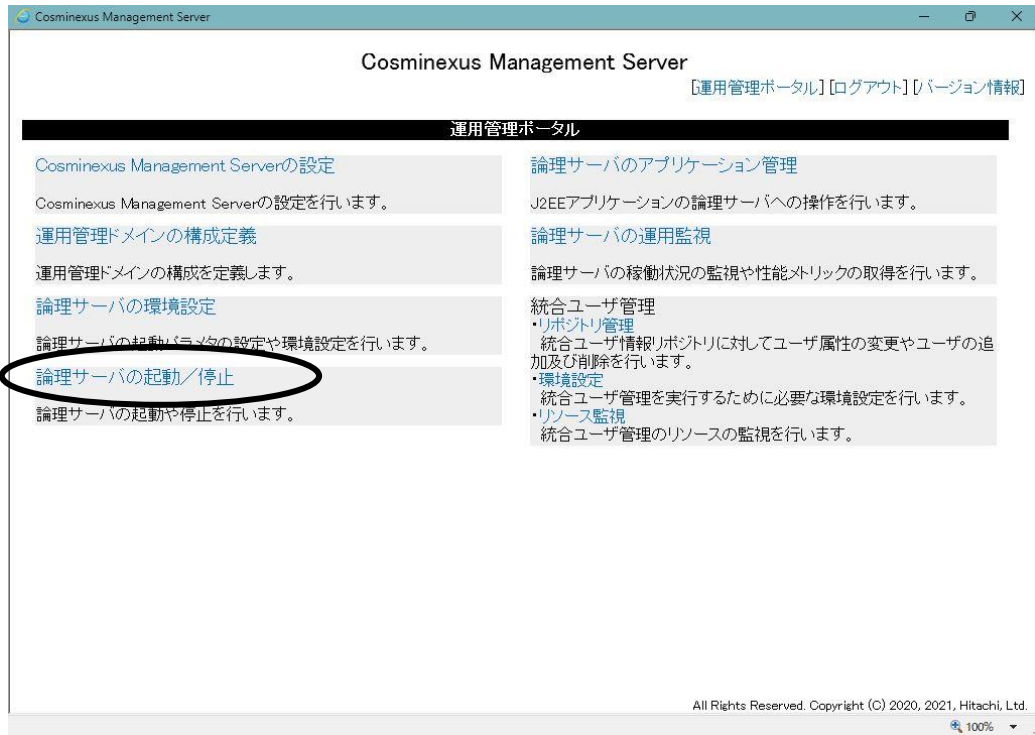 Cosminexus Management Server
Cosminexus Management Server
[運用管理ポータル] [ログアウト] [バージョン情報]
運用管理ポータル
Cosminexus Management Serverの設定
Cosminexus Management Serverの設定を行います。
運用管理ドメインの構成定義
運用管理ドメインの構成を定義します。
論理サーバの環境設定
論理サーバの起動パラメタの設定や環境設定を行います。
論理サーバの起動／停止
論理サーバの起動や停止を行います。
論理サーバのアプリケーション管理
J2EEアプリケーションの論理サーバへの操作を行います。
論理サーバの運用監視
論理サーバの稼働状況の監視や性能メトリックの取得を行います。
統合ユーザ管理
・リポジトリ管理
統合ユーザ情報リポジトリに対してユーザ属性の変更やユーザの追
加及び削除を行います。
・環境設定
統合ユーザ管理を実行するために必要な環境設定を行います。
・リソース監視
統合ユーザ管理のリソースの監視を行います。
All Rights Reserved. Copyright (C) 2020, 2021, Hitachi, Ltd.
100%